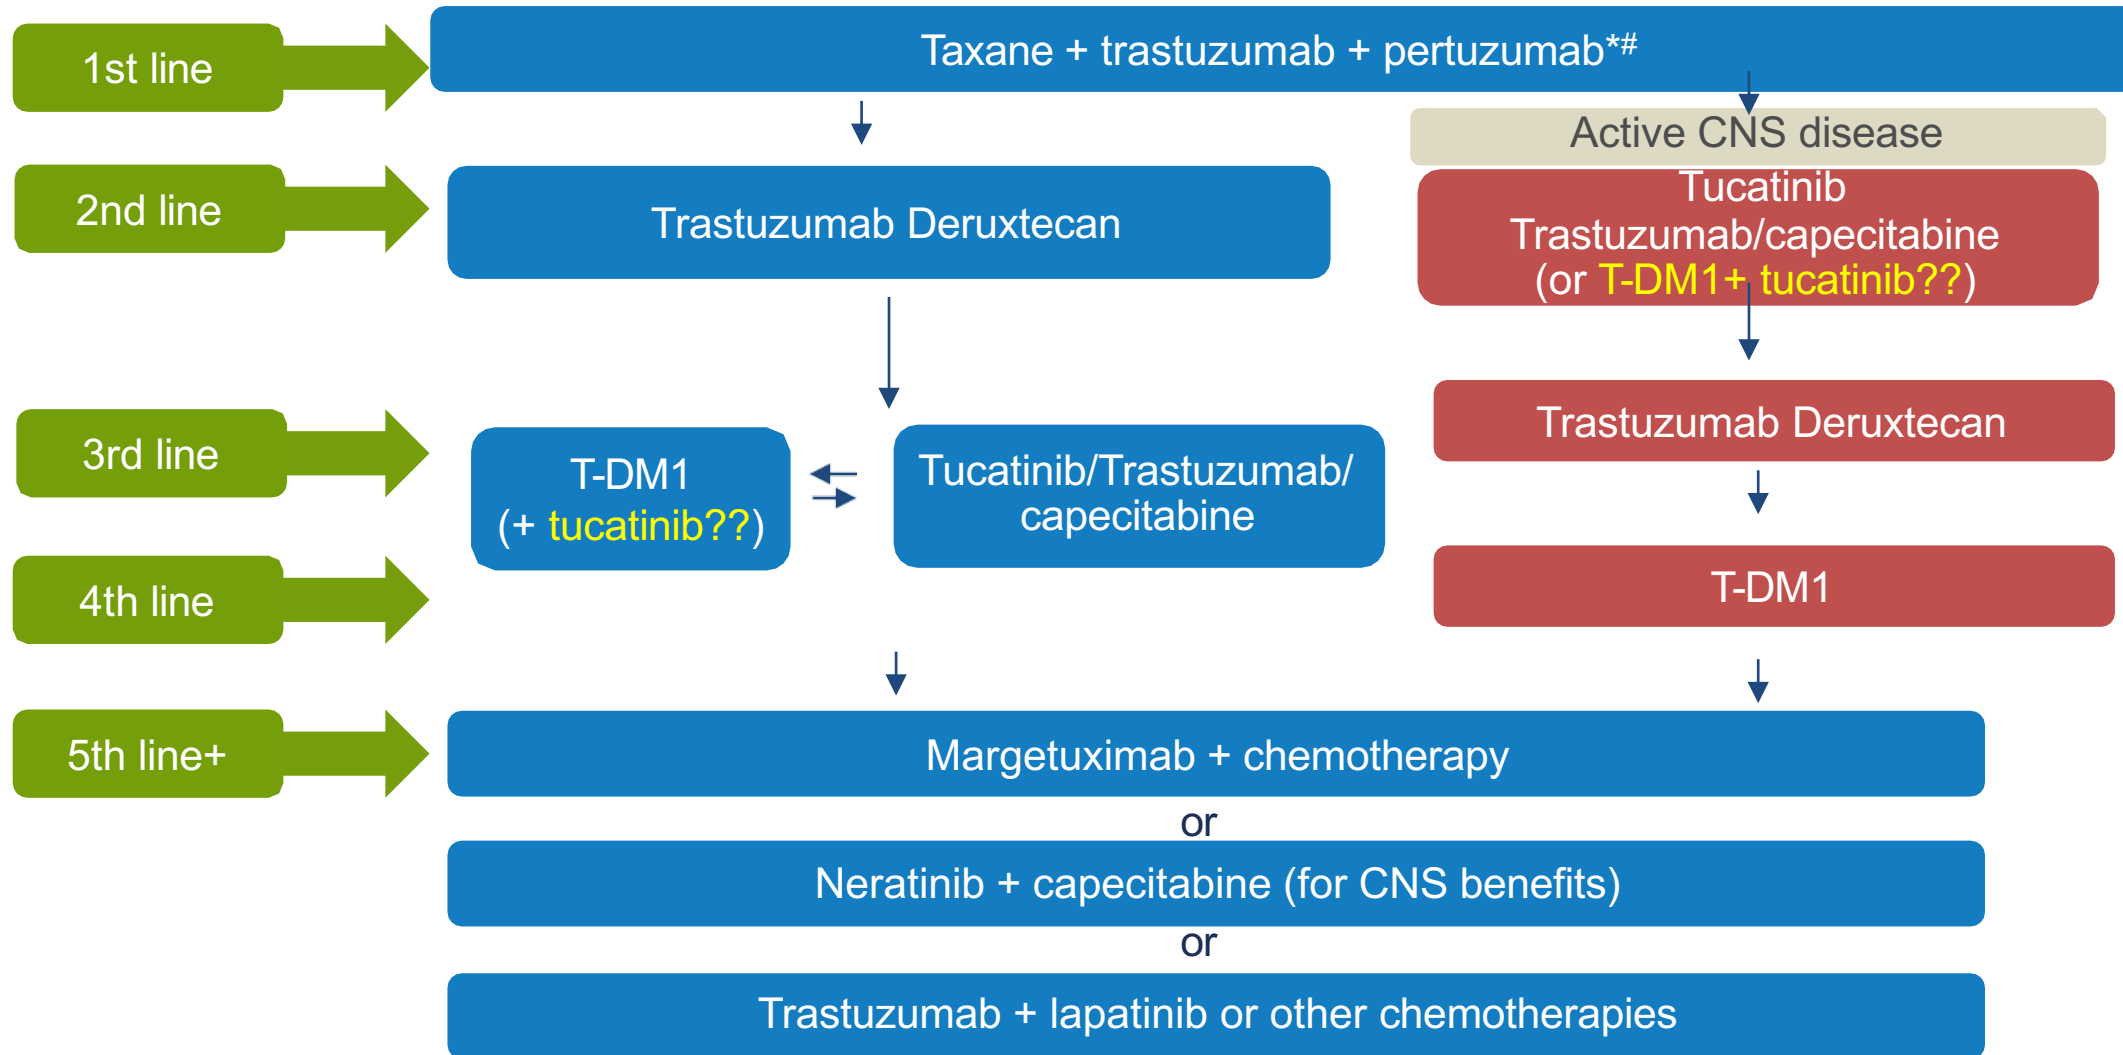 1st line
Taxane + trastuzumab + pertuzumab*#
Active CNS disease
2nd line
Trastuzumab Deruxtecan
Tucatinib
Trastuzumab/capecitabine
(or T-DM1+ tucatinib??)
3rd line
T-DM1
(+ tucatinib??)
Tucatinib/Trastuzumab/
capecitabine
Trastuzumab Deruxtecan
4th line
T-DM1
5th line+
Margetuximab + chemotherapy
or
Neratinib + capecitabine (for CNS benefits)
or
Trastuzumab + lapatinib or other chemotherapies